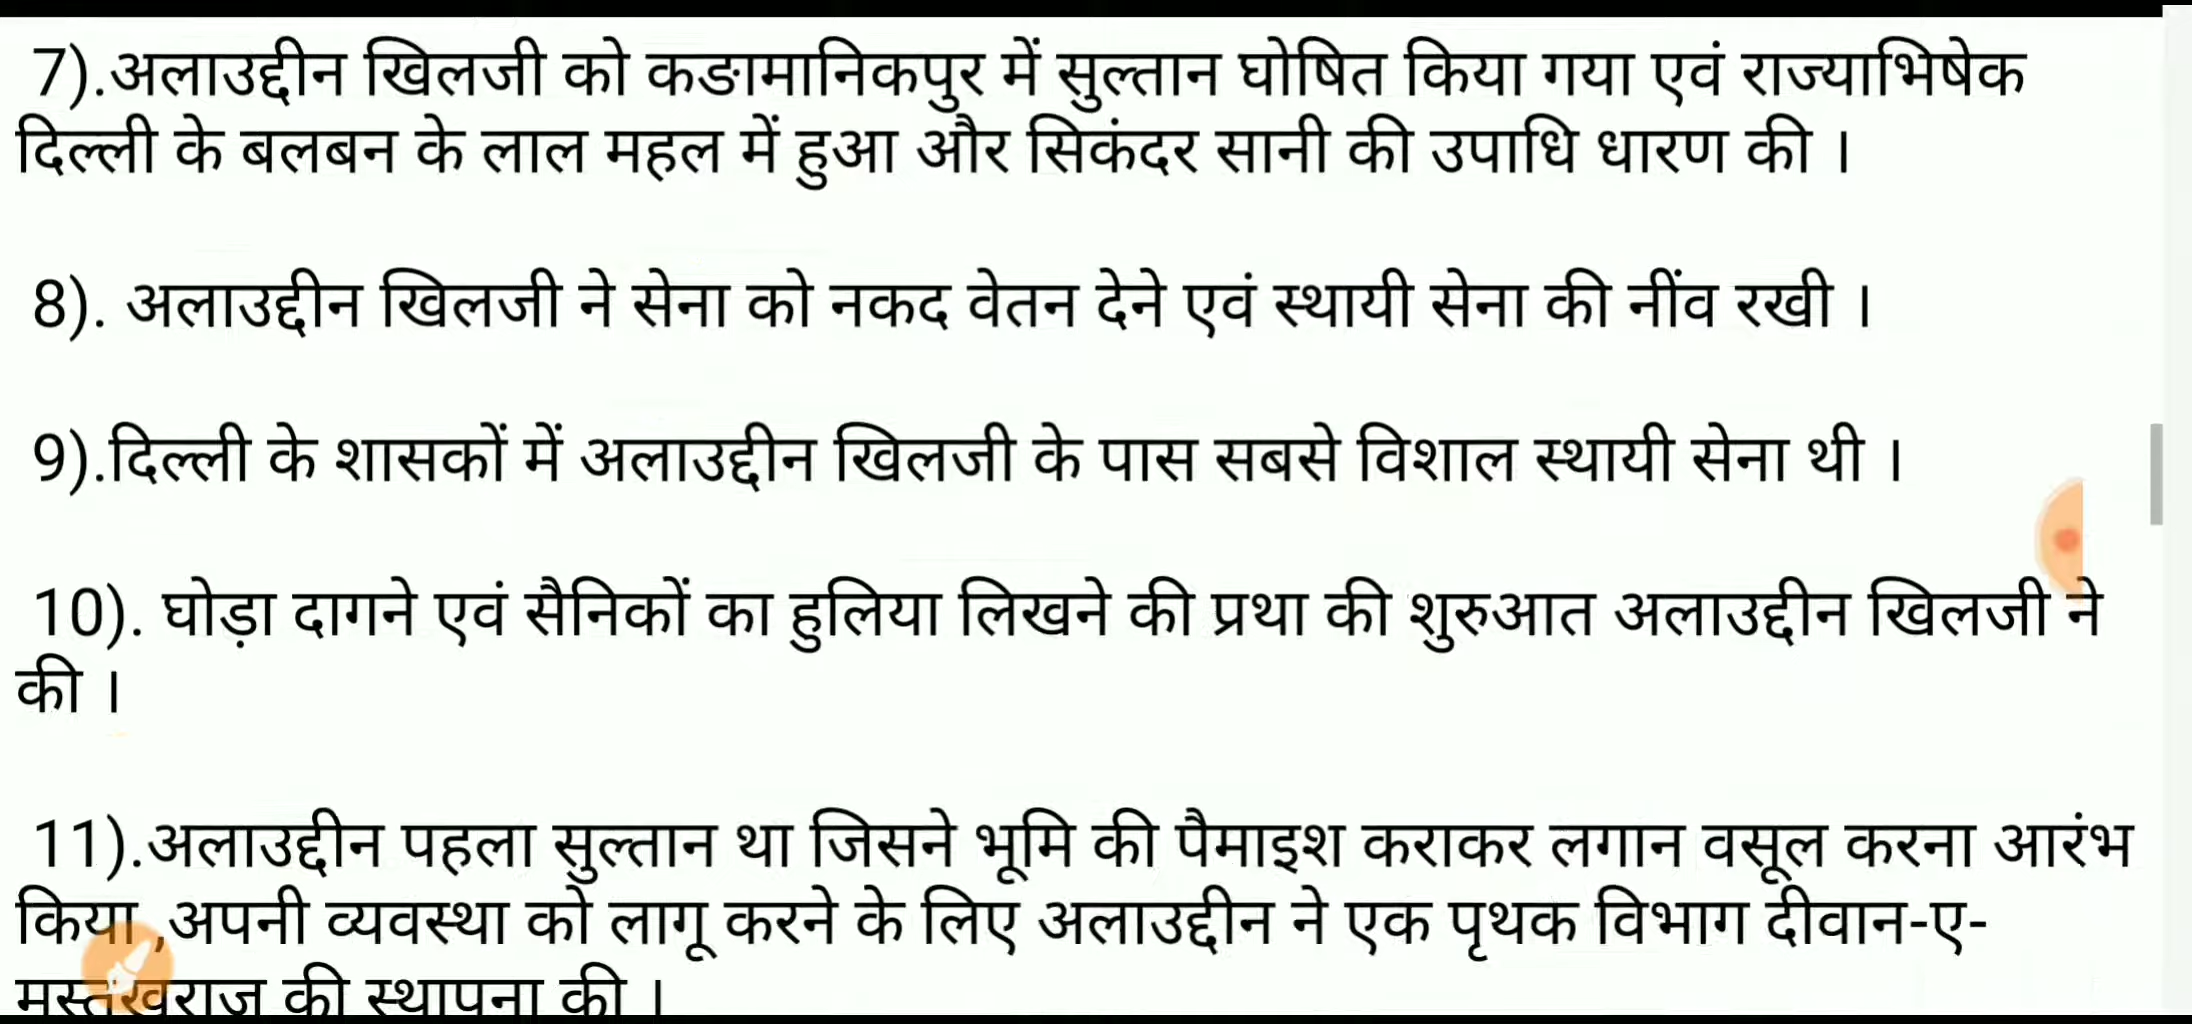 7).अलाउद्दीन खिलजी को कङामानिकपुर में सुल्तान घोषित किया गया एवं राज्याभिषेक
दिल्ली के बलबन के लाल महल में हुआ और सिकंदर सानी की उपाधि धारण की ।
8). अलाउद्दीन खिलजी ने सेना को नकद वेतन देने एवं स्थायी सेना की नींव रखी ।
9).दिल्ली के शासकों में अलाउद्दीन खिलजी के पास सबसे विशाल स्थायी सेना थी ।
10). घोड़ा दागने एवं सैनिकों का हुलिया लिखने की प्रथा की शुरुआत अलाउद्दीन खिलजी ने
की ।
11).अलाउद्दीन पहला सुल्तान था जिसने भूमि की पैमाइश कराकर लगान वसूल करना आरंभ
किया ,अपनी व्यवस्था को लागू करने के लिए अलाउद्दीन ने एक पृथक विभाग दीवान-ए-
की स्थापना की ।